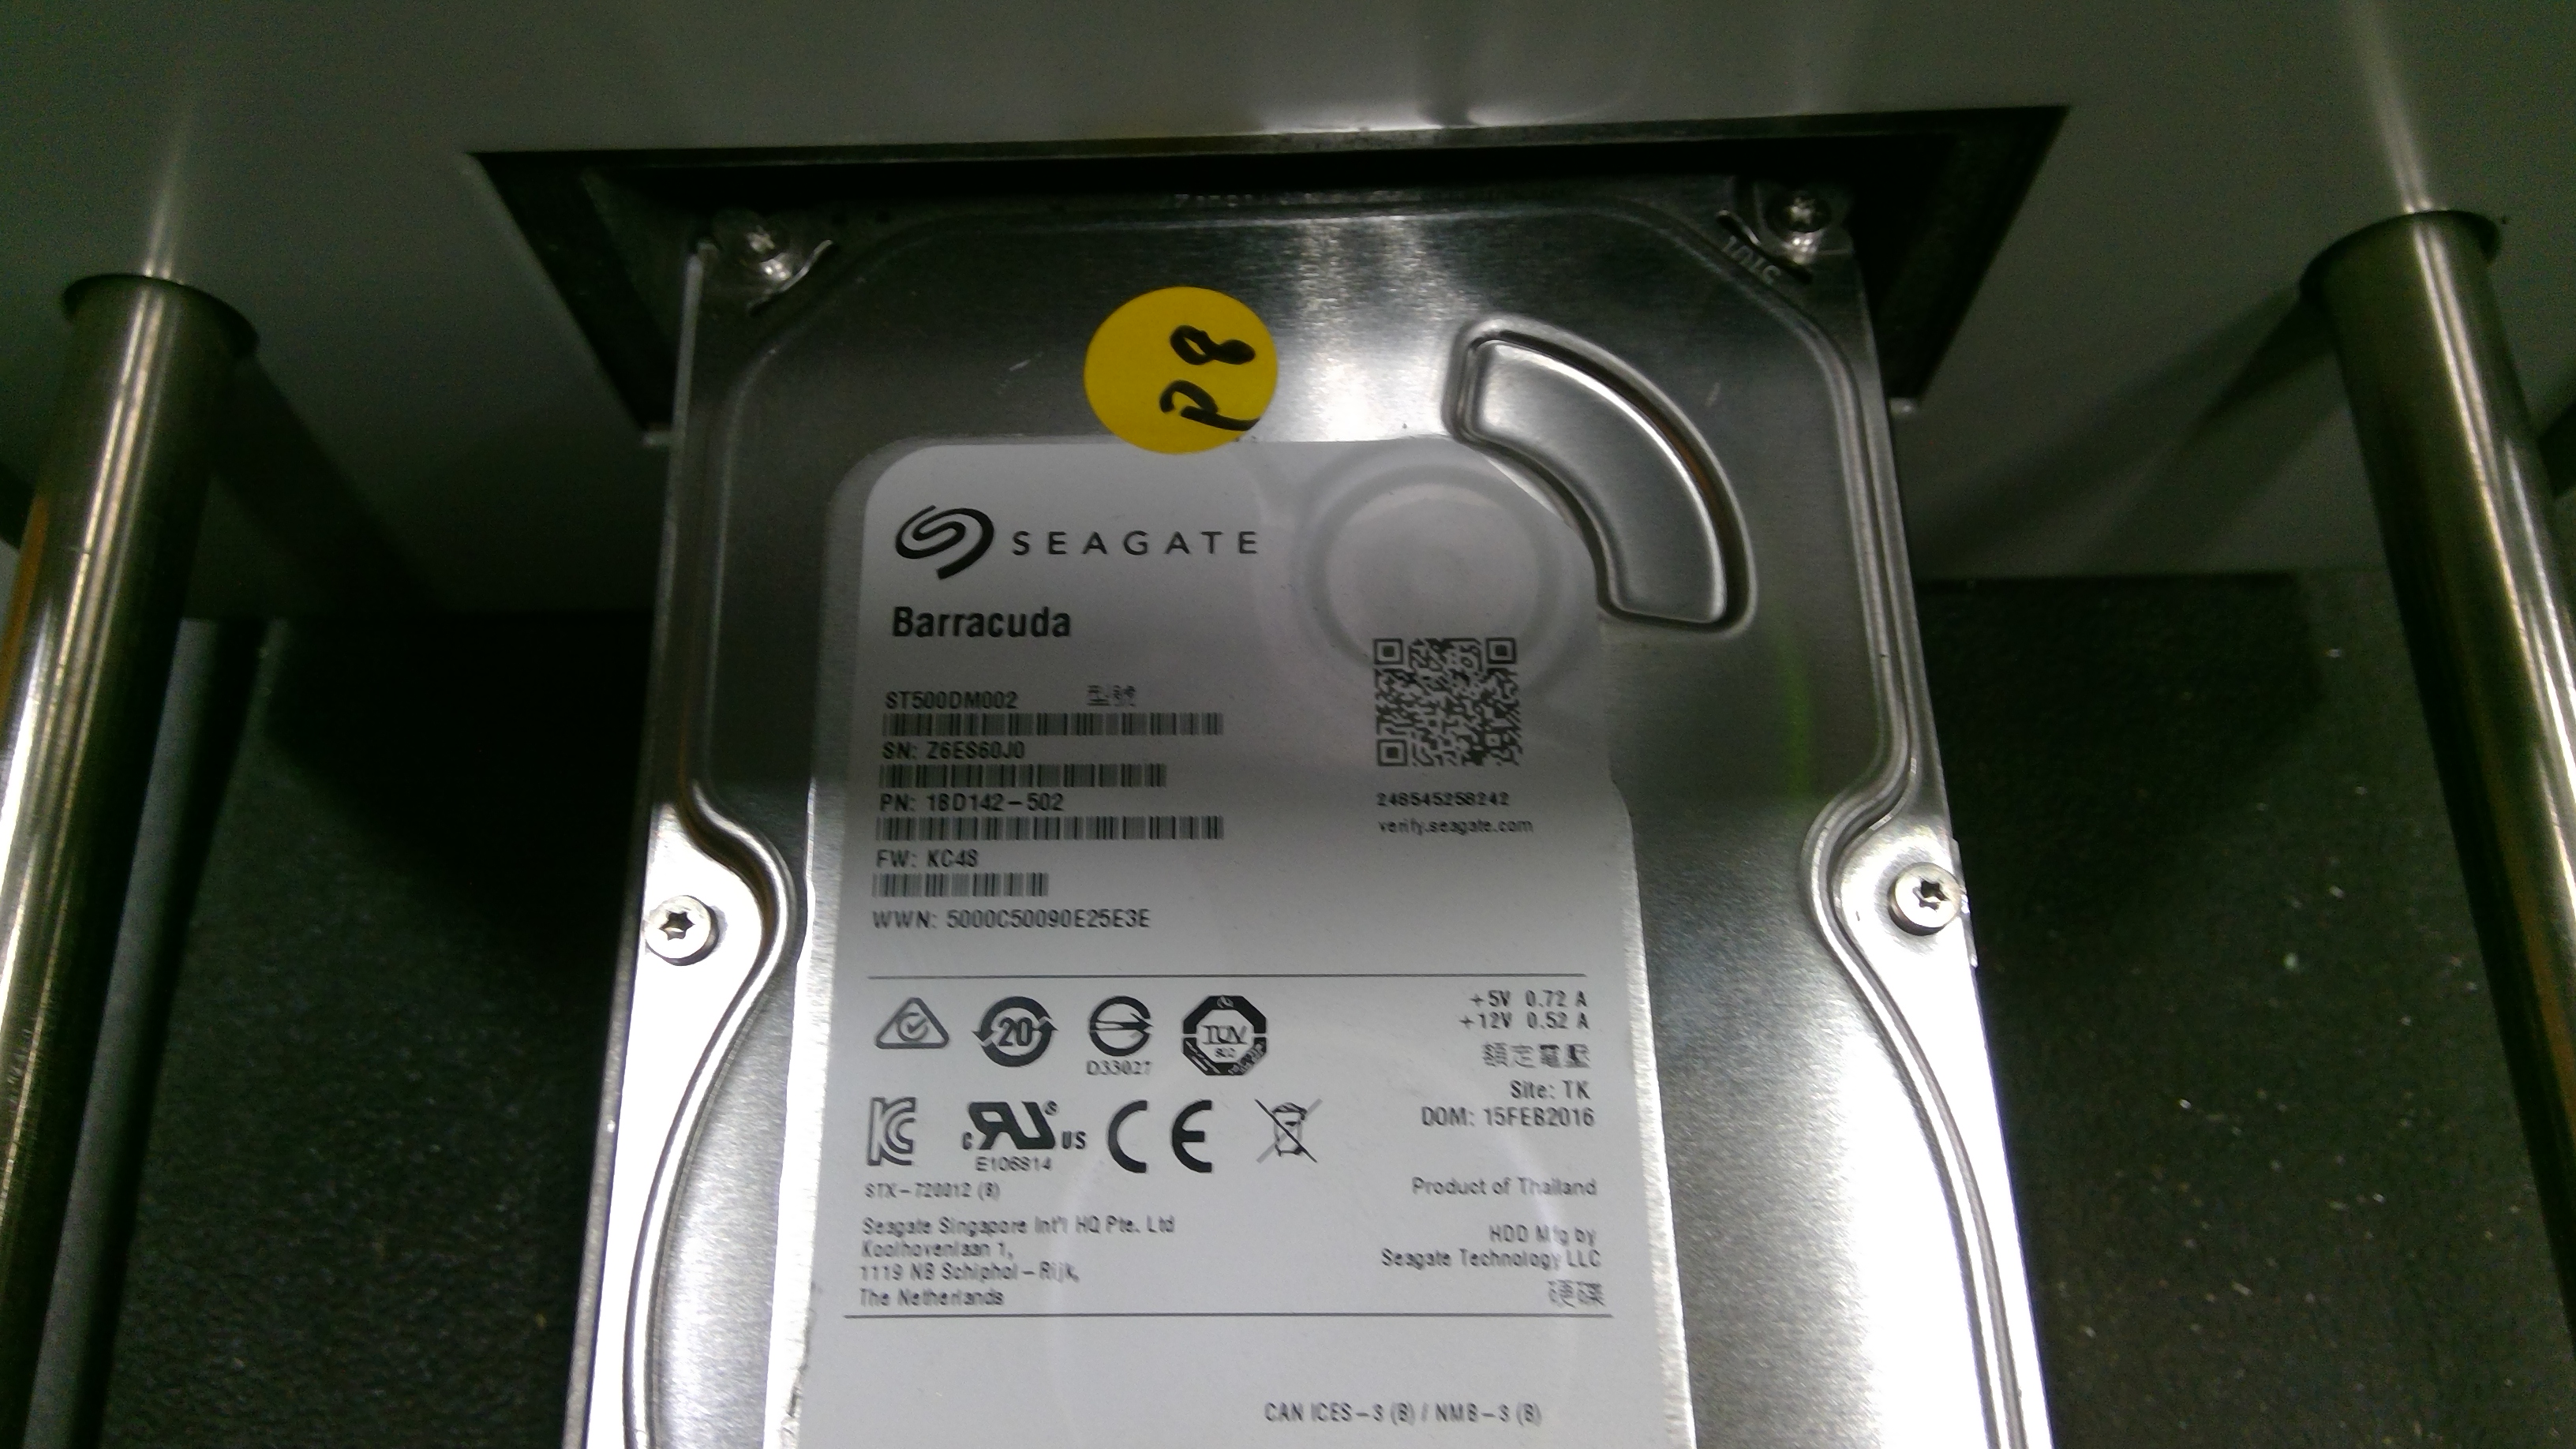 P8
SEAGATE
Barracuda
ST500DM002 型號
SN: Z6ES60J0
PN: 1BD142-502
FW: KC48
WWN: 5000C50090E25E3E
248545258242
verify.seagate.com
20
D33027
TÜV
+5V 0.72 A
+12V 0.52 A
額定電壓
Site: TK
DOM: 15FEB2016
C US
E106814
CE
STX-720012 (B)
Product of Thailand
Seagate Singapore Int'l HQ Pte. Ltd
Koolhovenlaan 1,
1119 NB Schiphol-Rijk,
The Netherlands
HDD Mfg by
Seagate Technology LLC
硬碟
CAN ICES-3 (B) / NMB-3 (B)